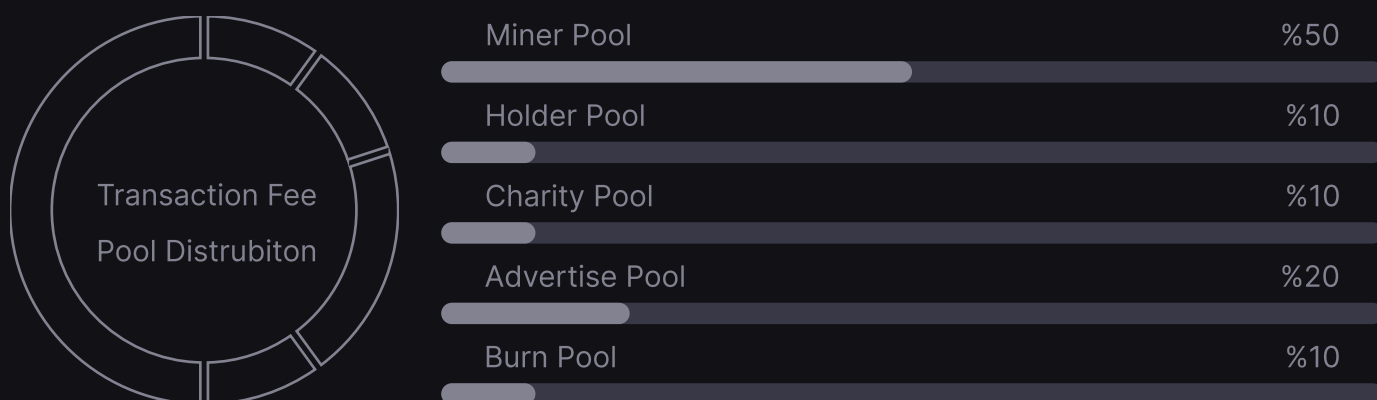 Transaction Fee
Pool Distrubiton
Miner Pool %50
Holder Pool %10
Charity Pool %10
Advertise Pool %20
Burn Pool %10